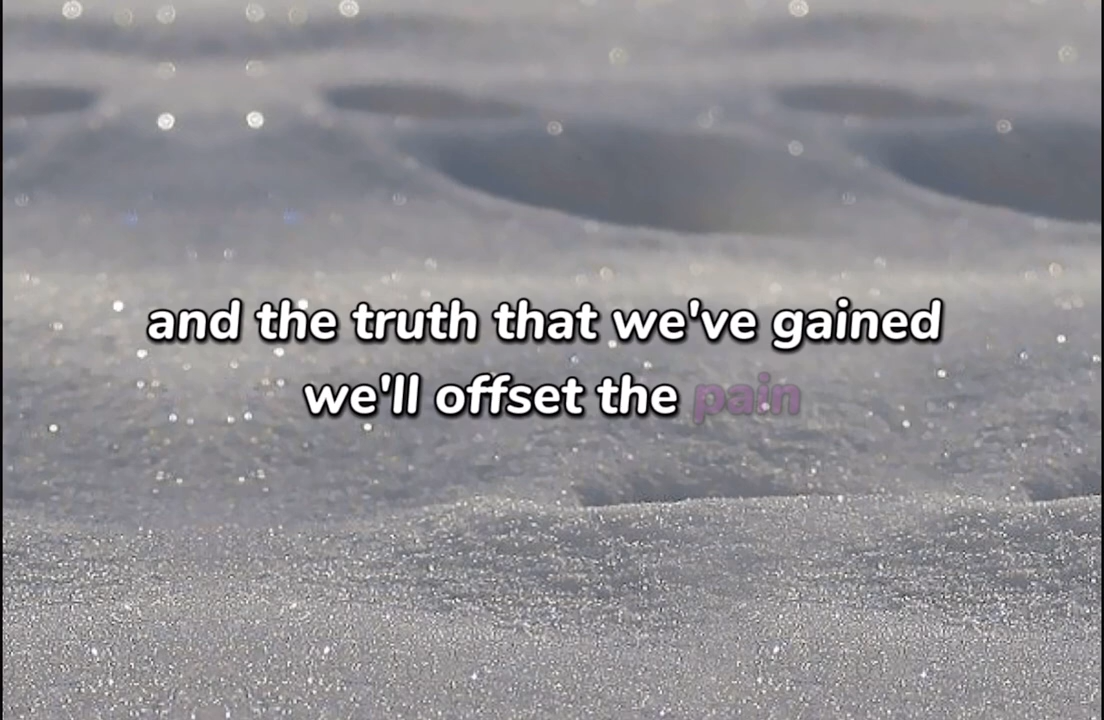 and the truth that we've gained
we'll offset the pain